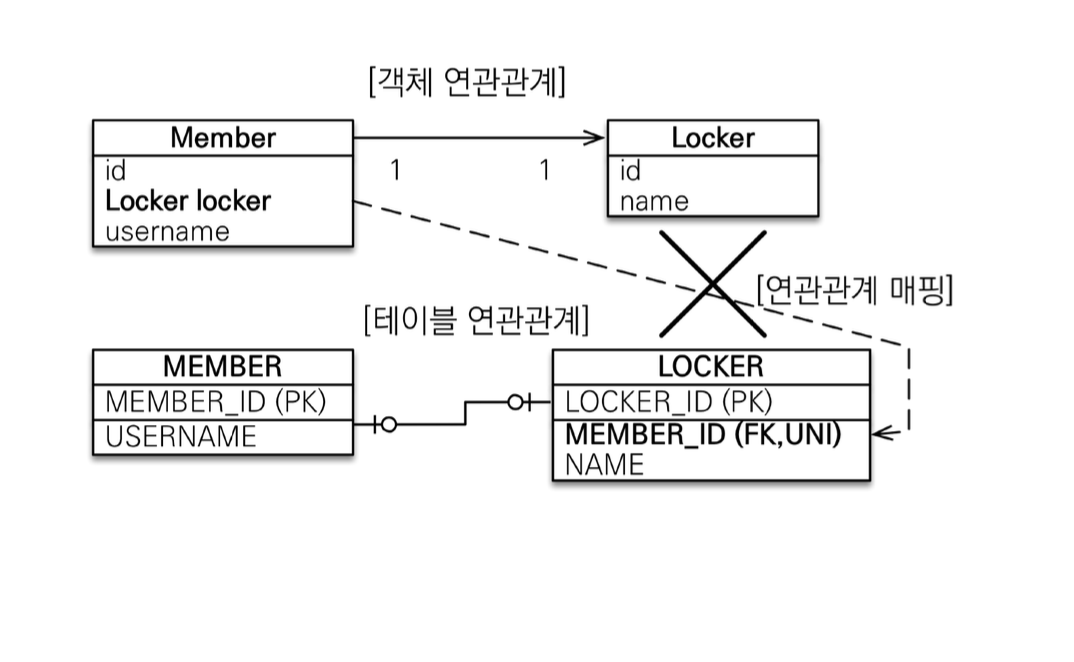 [객체 연관관계]
Member
id
Locker locker
username
1
1
Locker
id
name
[연관관계 매핑]
[테이블 연관관계]
MEMBER
MEMBER_ID (PK)
USERNAME
LOCKER
LOCKER_ID (PK)
MEMBER_ID (FK,UNI)
NAME